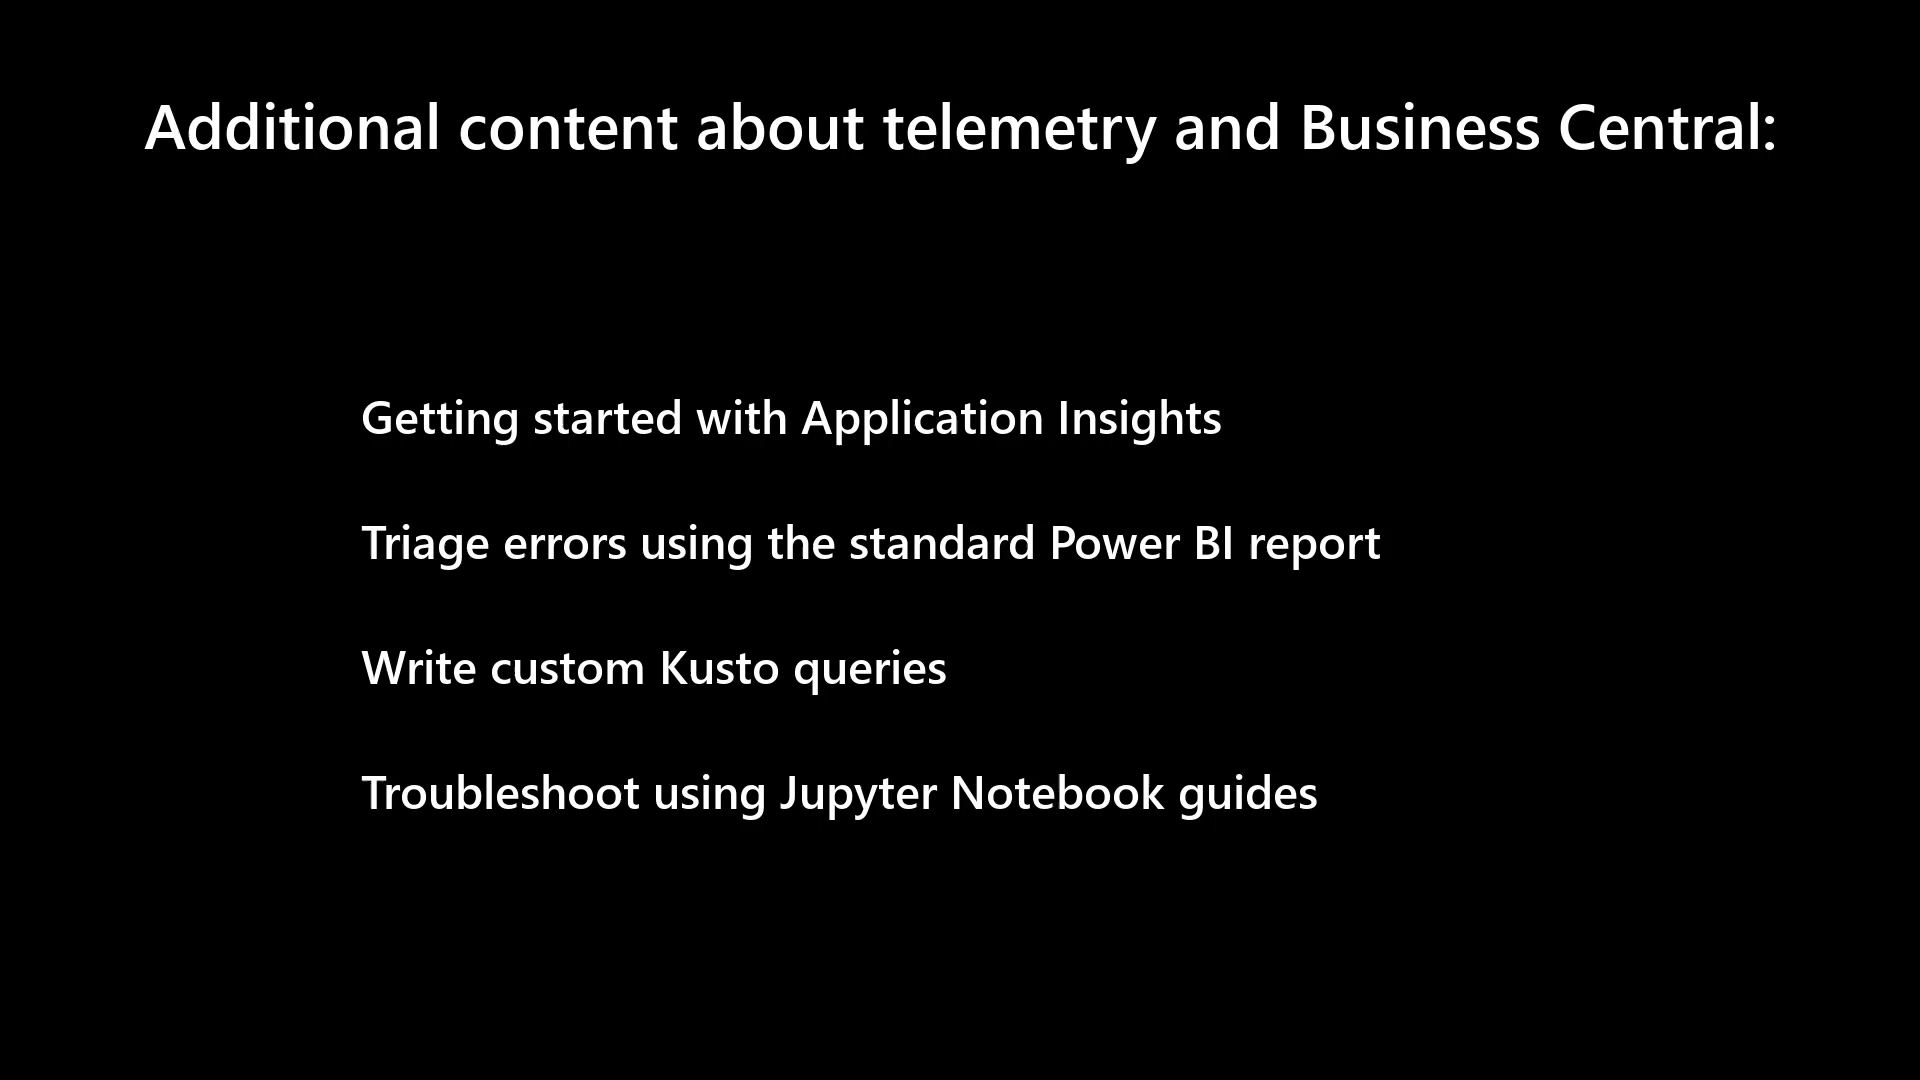 Additional content about telemetry and Business Central:
Getting started with Application Insights
Triage errors using the standard Power BI report
Write custom Kusto queries
Troubleshoot using Jupyter Notebook guides